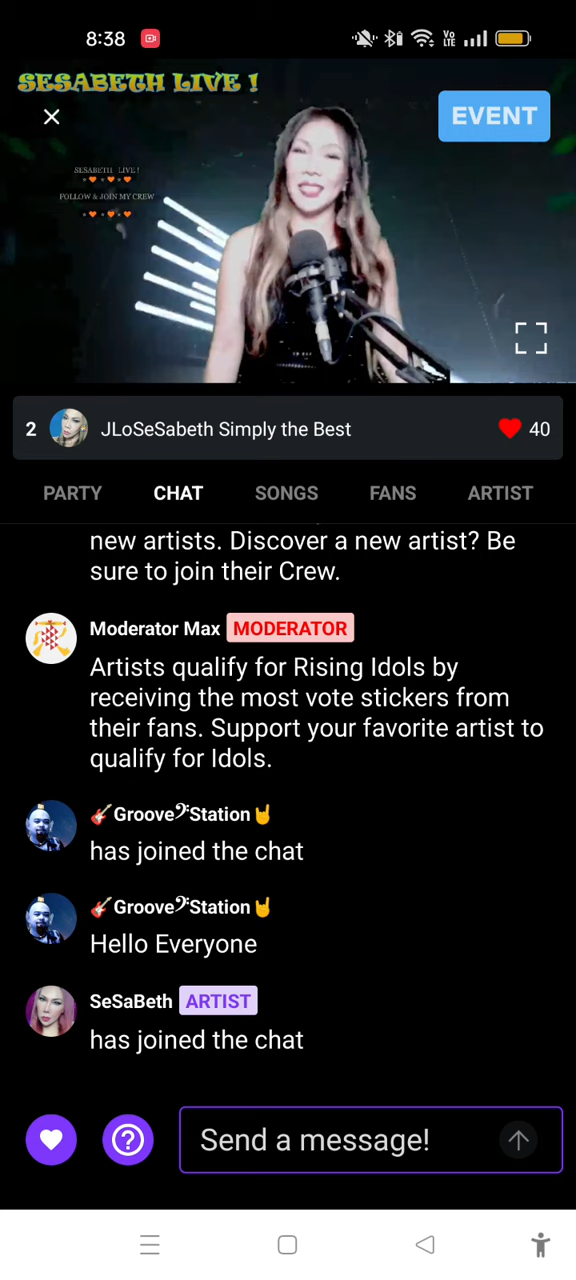 8:38
Vo
LTE
SESABETH LIVE !
EVENT
SESABETH LIVE !
FOLLOW & JOIN MY CREW
2 JLoSeSabeth Simply the Best 40
PARTY CHAT SONGS FANS ARTIST
new artists. Discover a new artist? Be
sure to join their Crew.
Moderator Max MODERATOR
Artists qualify for Rising Idols by
receiving the most vote stickers from
their fans. Support your favorite artist to
qualify for Idols.
🎸Groove𝄢Station🤘
has joined the chat
🎸Groove𝄢Station🤘
Hello Everyone
SeSaBeth ARTIST
has joined the chat
Send a message!